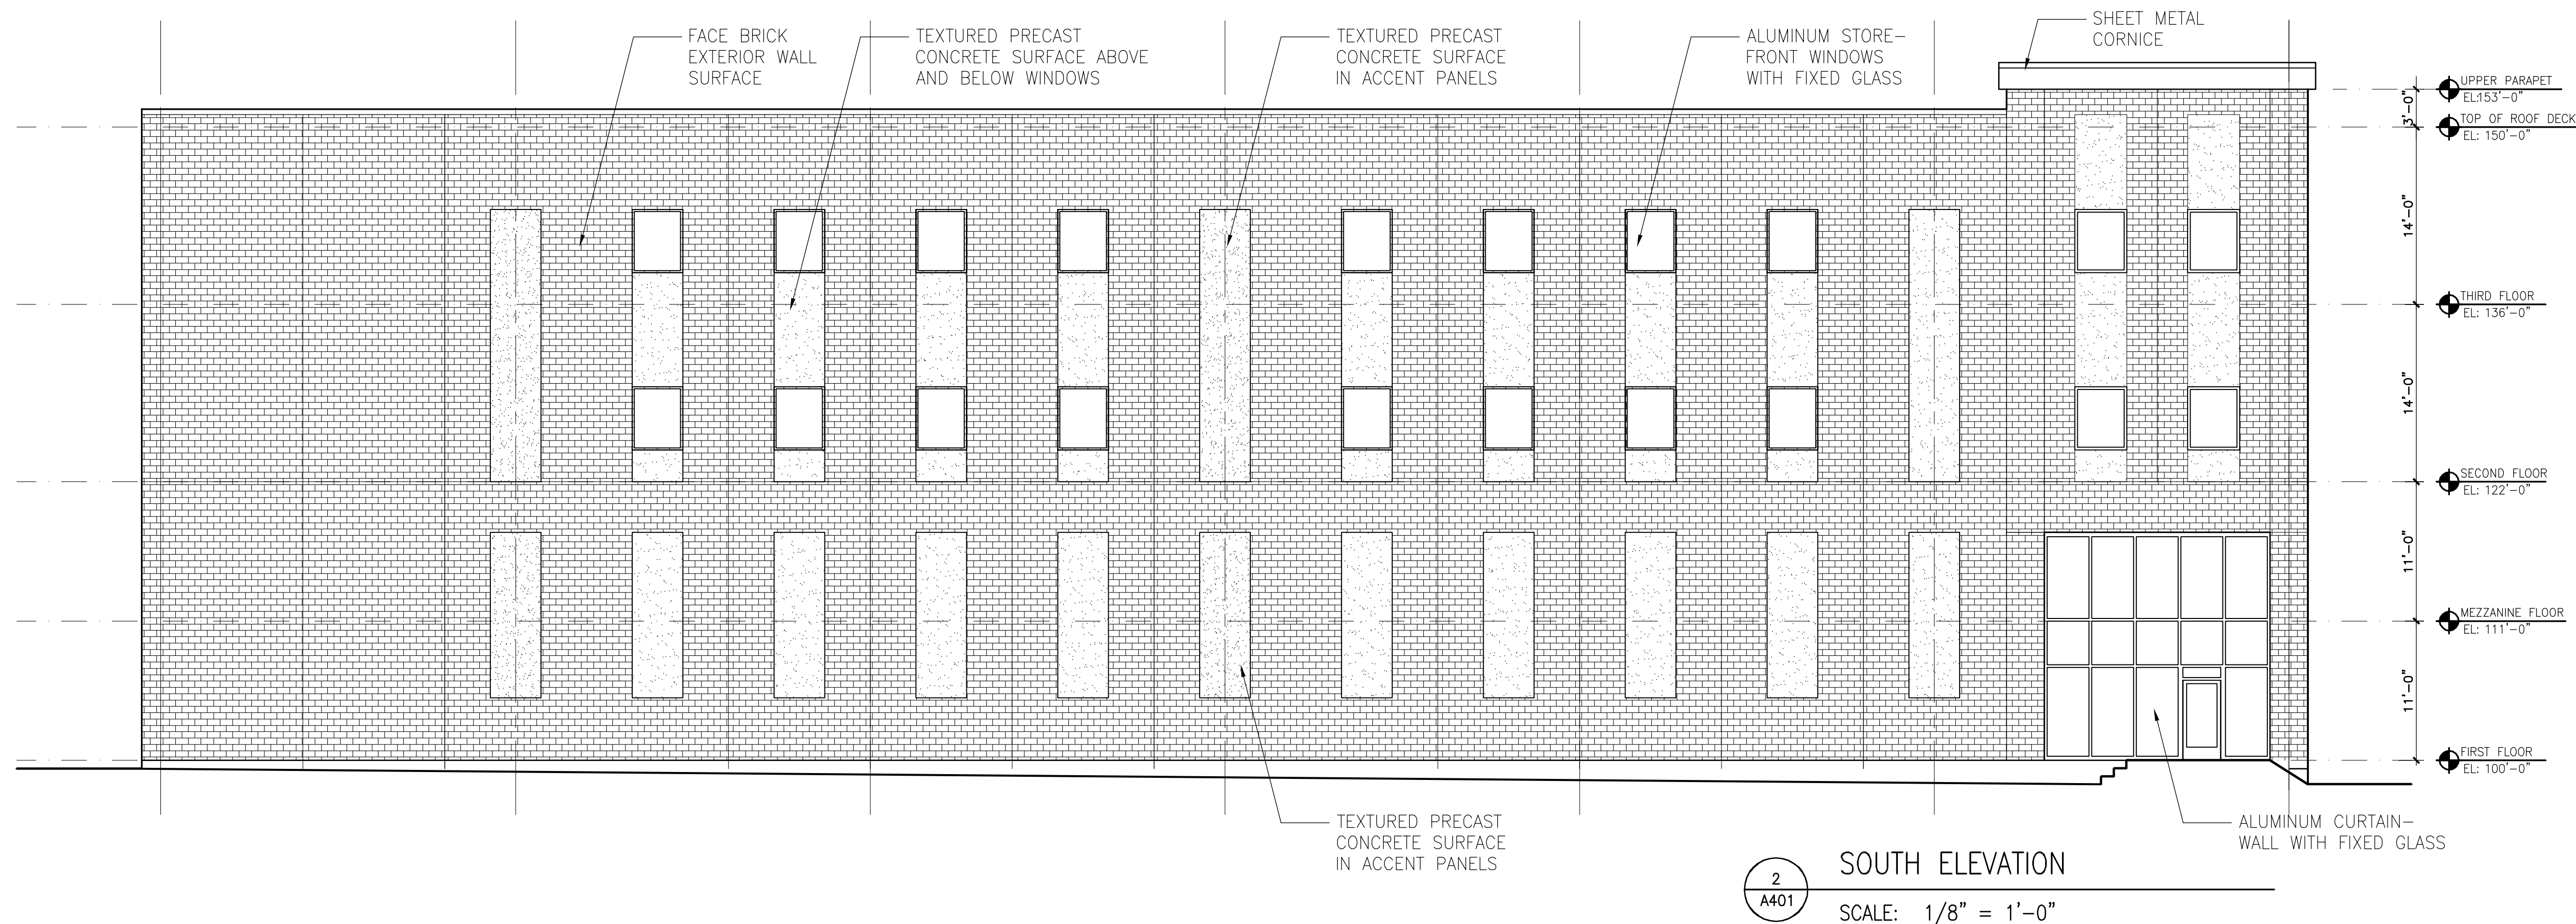 SHEET METAL
CORNICE
FACE BRICK
EXTERIOR WALL
SURFACE
TEXTURED PRECAST
CONCRETE SURFACE ABOVE
AND BELOW WINDOWS
TEXTURED PRECAST
CONCRETE SURFACE
IN ACCENT PANELS
ALUMINUM STORE-
FRONT WINDOWS
WITH FIXED GLASS
UPPER PARAPET
EL:153'-0"
3'-0"
TOP OF ROOF DECK
EL: 150'-0"
14'-0"
THIRD FLOOR
EL: 136'-0"
14'-0"
SECOND FLOOR
EL: 122'-0"
11'-0"
MEZZANINE FLOOR
EL: 111'-0"
11'-0"
FIRST FLOOR
EL: 100'-0"
TEXTURED PRECAST
CONCRETE SURFACE
IN ACCENT PANELS
ALUMINUM CURTAIN-
WALL WITH FIXED GLASS
2
A401
SOUTH ELEVATION
SCALE: 1/8" = 1'-0"